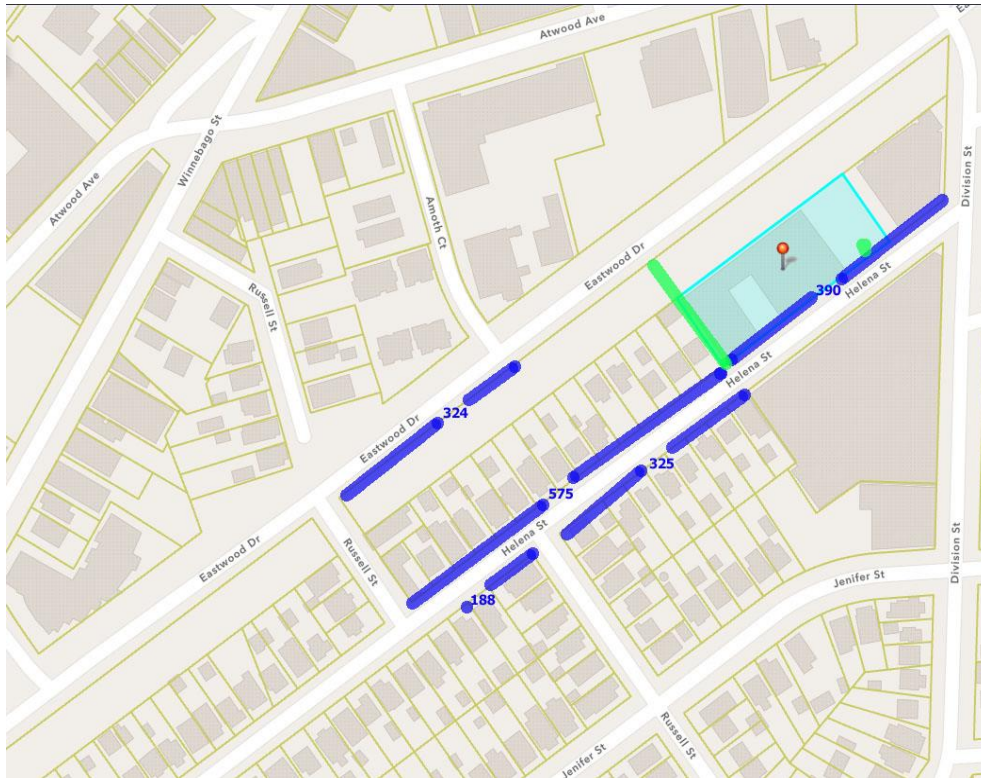 Atwood Ave
Ea
Winnebago St
Atwood Ave
Amoth Ct
Division St
Eastwood Dr
Russell St
Helena St
390
Helena St
324
Eastwood Dr
325
575
Helena St
Eastwood Dr
Russell St
Jenifer St
Division St
188
Russell St
Jenifer St